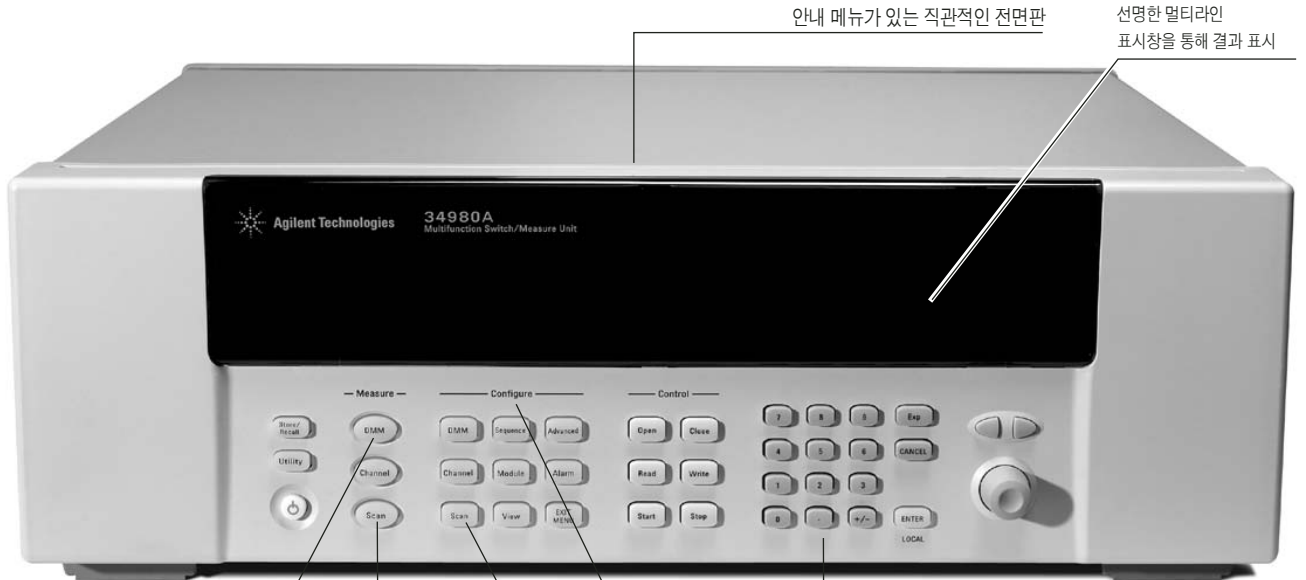 안내 메뉴가 있는 직관적인 전면판
선명한 멀티라인
표시창을 통해 결과 표시
Agilent Technologies
34980A
Multifunction Switch/Measure Unit
Measure
Configure
Control
Store/
Recall
DMM
DMM
Sequence
Advanced
Open
Close
7
8
9
Exp
Utility
Channel
Channel
Module
Alarm
Read
Write
4
5
6
CANCEL
1
2
3
Scan
Scan
View
EXIT
MENU
Start
Stop
0
.
+/-
ENTER
LOCAL